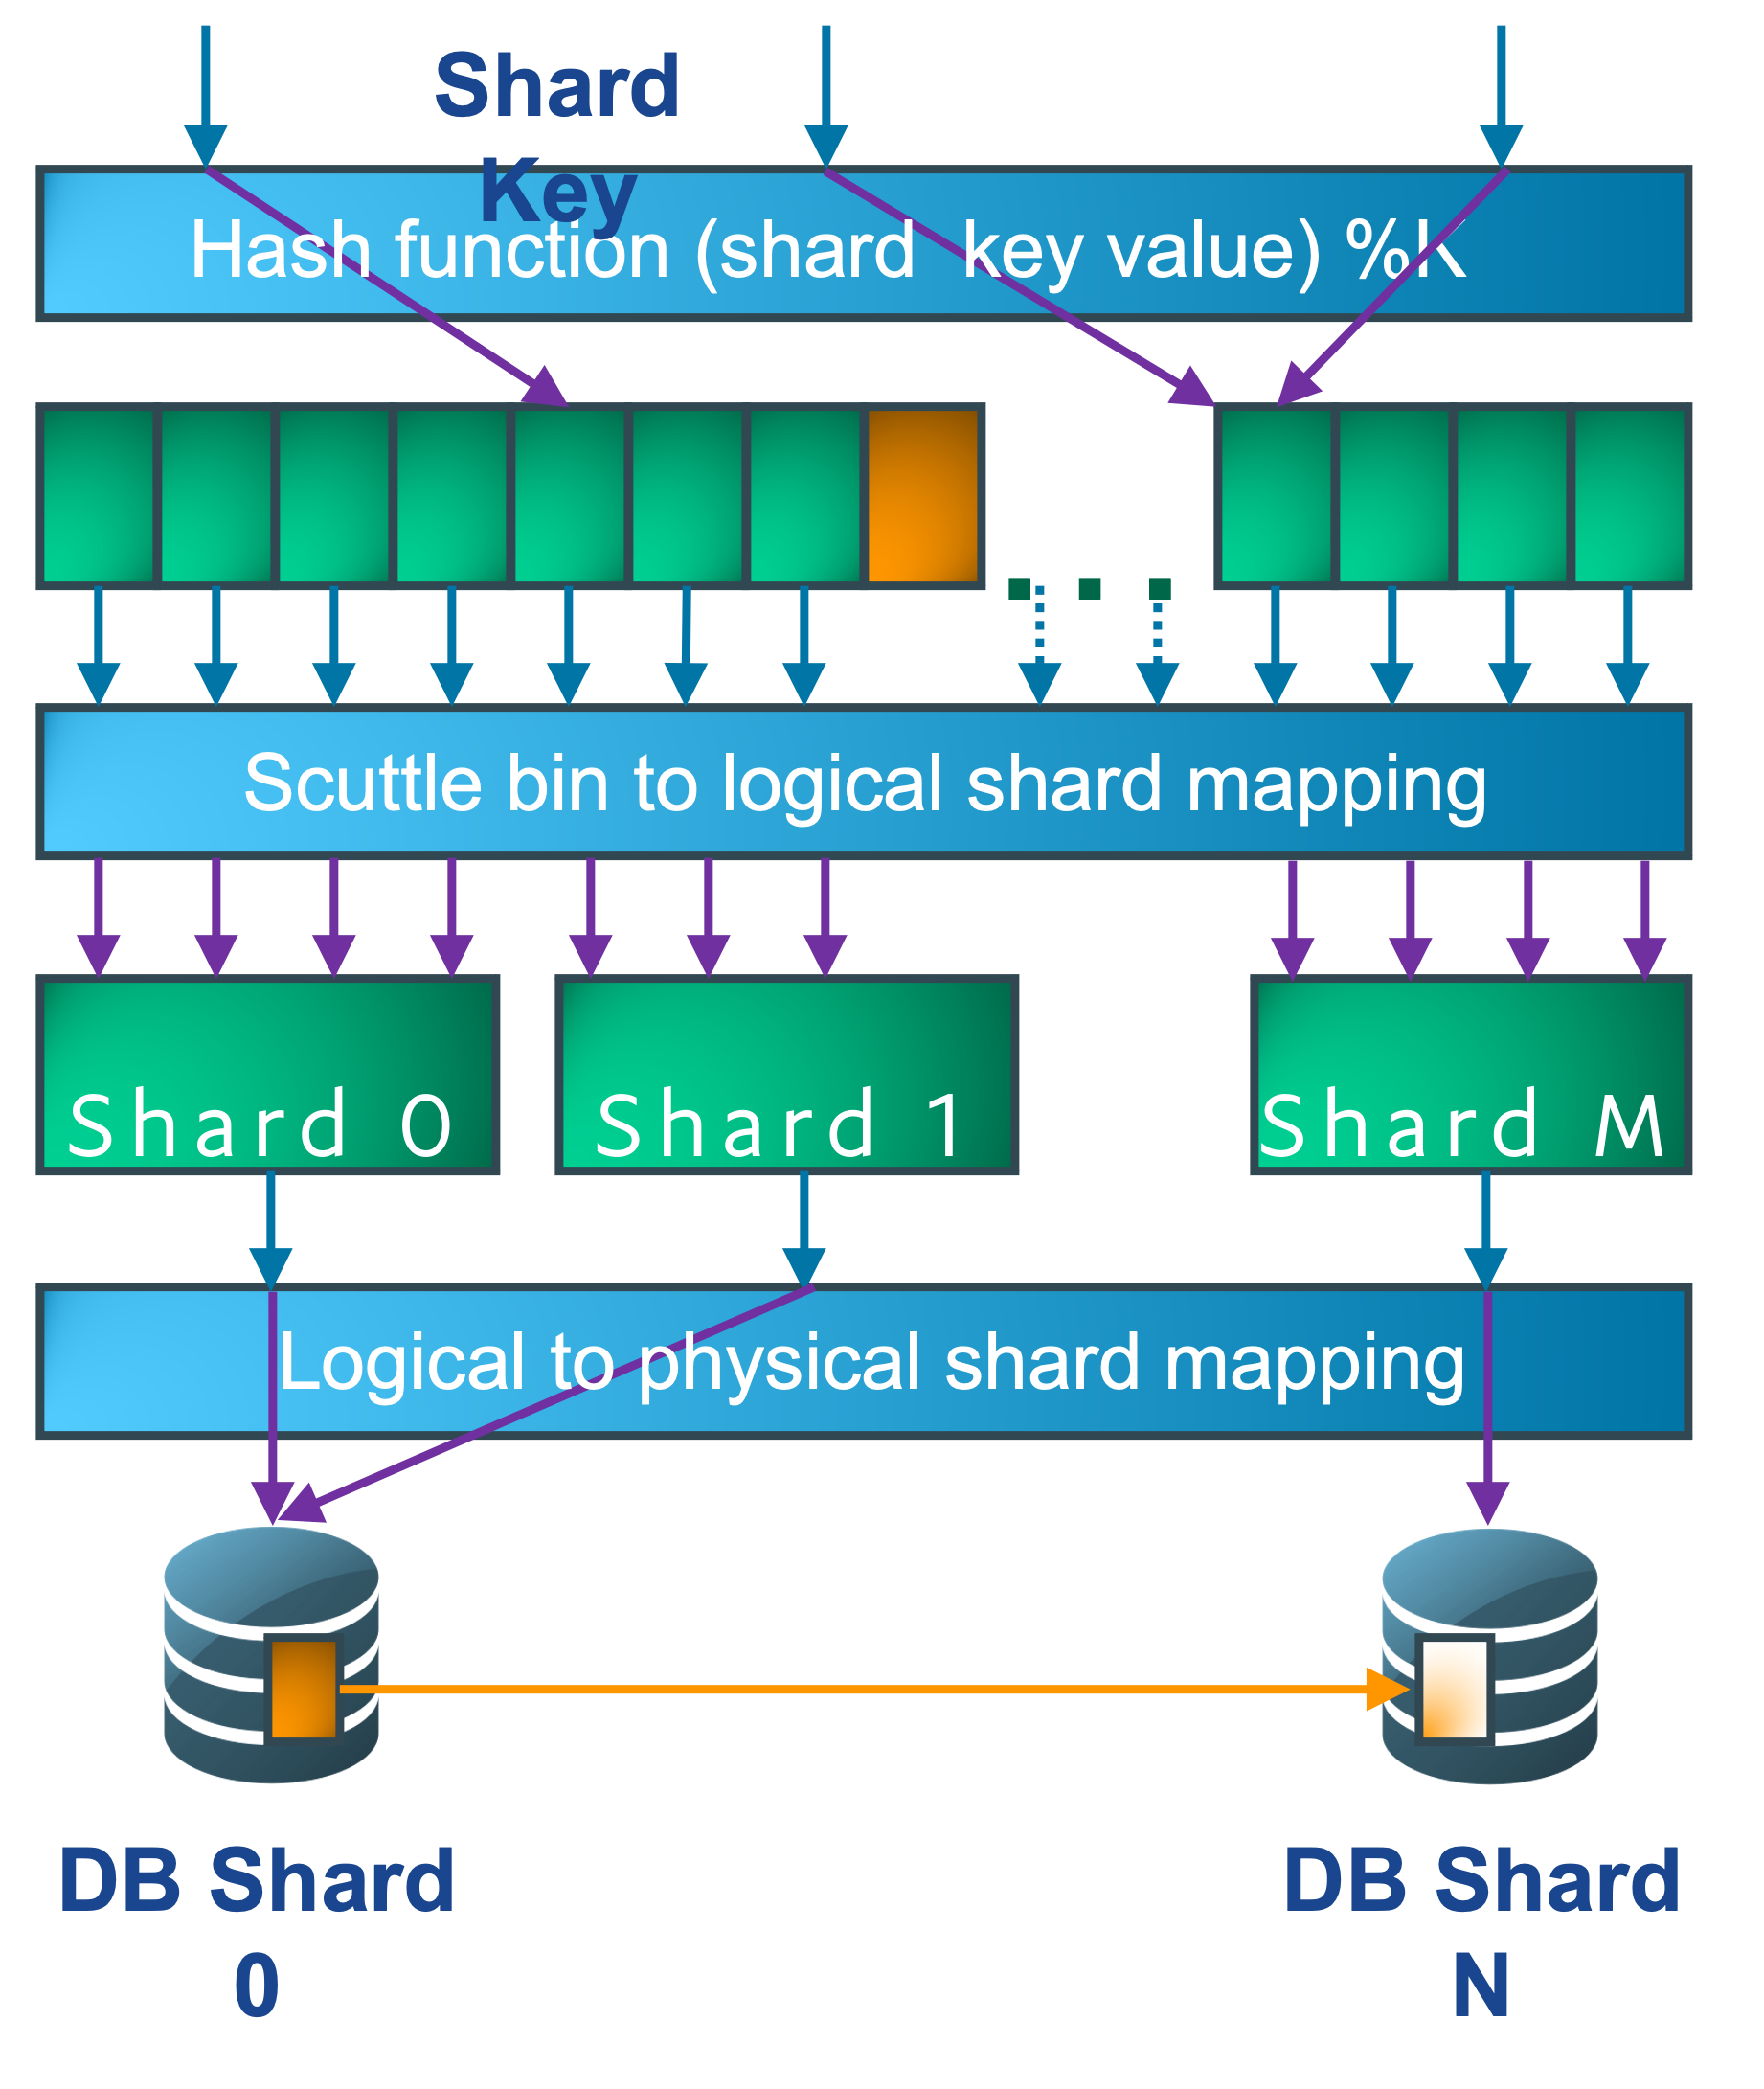 Shard
Key
Hash function (shard  key value) %K
Scuttle bin to logical shard mapping
Shard 0
Shard 1
Shard M
Logical to physical shard mapping
DB Shard
0
DB Shard
N